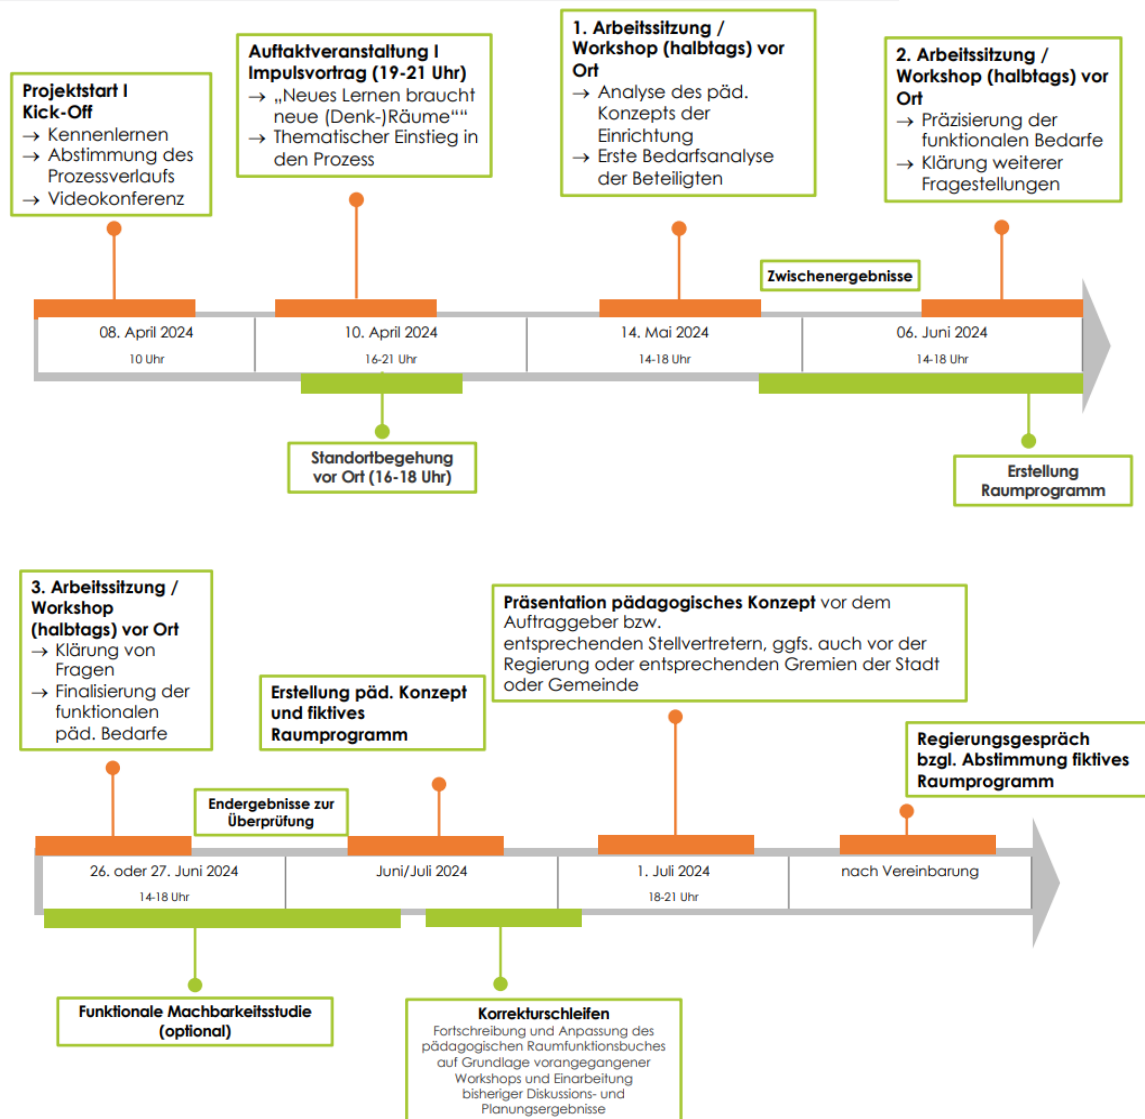 Projektstart I
Kick-Off
→ Kennenlernen
→ Abstimmung des
Prozessverlaufs
→ Videokonferenz
Auftaktveranstaltung I
Impulsvortrag (19-21 Uhr)
→ „Neues Lernen braucht
neue (Denk-)Räume““
→ Thematischer Einstieg in
den Prozess
1. Arbeitssitzung /
Workshop (halbtags) vor
Ort
→ Analyse des päd.
Konzepts der
Einrichtung
→ Erste Bedarfsanalyse
der Beteiligten
2. Arbeitssitzung /
Workshop (halbtags) vor
Ort
→ Präzisierung der
funktionalen Bedarfe
→ Klärung weiterer
Fragestellungen
Zwischenergebnisse
08. April 2024
10 Uhr
10. April 2024
16-21 Uhr
14. Mai 2024
14-18 Uhr
06. Juni 2024
14-18 Uhr
Standortbegehung
vor Ort (16-18 Uhr)
Erstellung
Raumprogramm
3. Arbeitssitzung /
Workshop
(halbtags) vor Ort
→ Klärung von
Fragen
→ Finalisierung der
funktionalen
päd. Bedarfe
Endergebnisse zur
Überprüfung
Erstellung päd. Konzept
und fiktives
Raumprogramm
Präsentation pädagogisches Konzept vor dem
Auftraggeber bzw.
entsprechenden Stellvertretern, ggfs. auch vor der
Regierung oder entsprechenden Gremien der Stadt
oder Gemeinde
Regierungsgespräch
bzgl. Abstimmung fiktives
Raumprogramm
26. oder 27. Juni 2024
14-18 Uhr
Juni/Juli 2024
1. Juli 2024
18-21 Uhr
nach Vereinbarung
Funktionale Machbarkeitsstudie
(optional)
Korrekturschleifen
Fortschreibung und Anpassung des
pädagogischen Raumfunktionsbuches
auf Grundlage vorangegangener
Workshops und Einarbeitung
bisheriger Diskussions- und
Planungsergebnisse